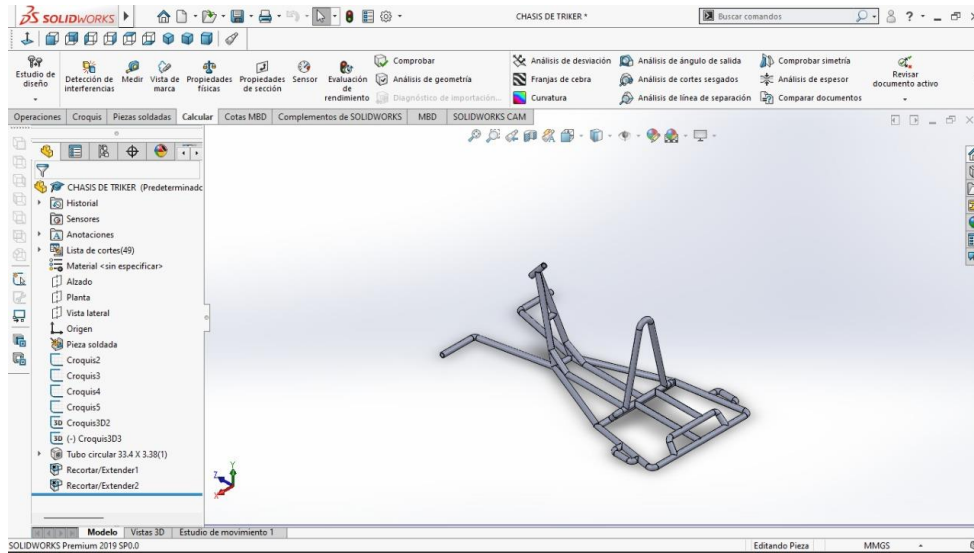 SOLIDWORKS
CHASIS DE TRIKER *
Buscar comandos
Estudio de diseño
Detección de interferencias
Medir
Vista de marca
Propiedades físicas
Propiedades de sección
Sensor
Evaluación de rendimiento
Comprobar
Análisis de geometría
Diagnóstico de importación...
Análisis de desviación
Franjas de cebra
Curvatura
Análisis de ángulo de salida
Análisis de cortes sesgados
Análisis de línea de separación
Comprobar simetría
Análisis de espesor
Comparar documentos
Revisar documento activo
Operaciones Croquis Piezas soldadas Calcular Cotas MBD Complementos de SOLIDWORKS MBD SOLIDWORKS CAM
CHASIS DE TRIKER (Predeterminado
Historial
Sensores
Anotaciones
Lista de cortes(49)
Material <sin especificar>
Alzado
Planta
Vista lateral
Origen
Pieza soldada
Croquis2
Croquis3
Croquis4
Croquis5
3D Croquis3D2
3D (-) Croquis3D3
Tubo circular 33.4 X 3.38(1)
Recortar/Extender1
Recortar/Extender2
Y
Z
X
Modelo Vistas 3D Estudio de movimiento 1
SOLIDWORKS Premium 2019 SP0.0
Editando Pieza
MMGS